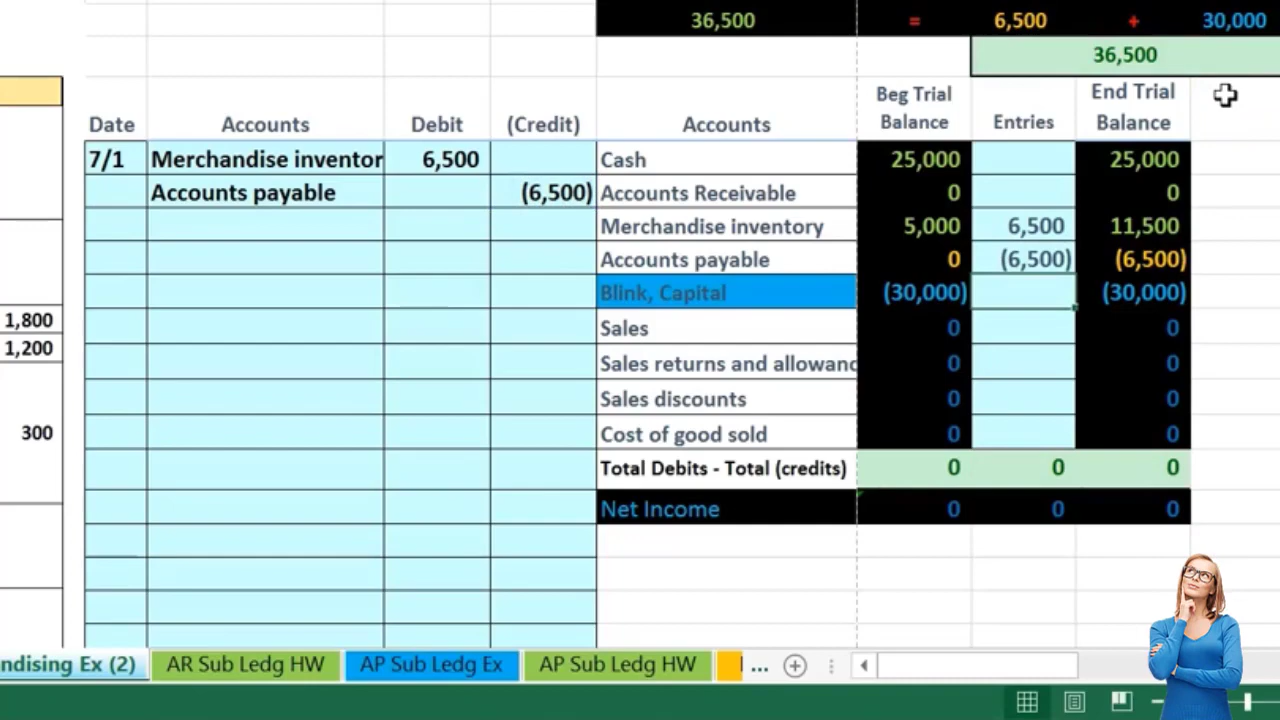 36,500 = 6,500 + 30,000
36,500
Date Accounts Debit (Credit) Accounts Beg Trial Balance Entries End Trial Balance
7/1 Merchandise inventor 6,500 Cash 25,000 25,000
Accounts payable (6,500) Accounts Receivable 0 0
Merchandise inventory 5,000 6,500 11,500
Accounts payable 0 (6,500) (6,500)
Blink, Capital (30,000) (30,000)
1,800 Sales 0 0
1,200 Sales returns and allowanc 0 0
Sales discounts 0 0
300 Cost of good sold 0 0
Total Debits - Total (credits) 0 0 0
Net Income 0 0 0
ndising Ex (2) AR Sub Ledg HW AP Sub Ledg Ex AP Sub Ledg HW ...